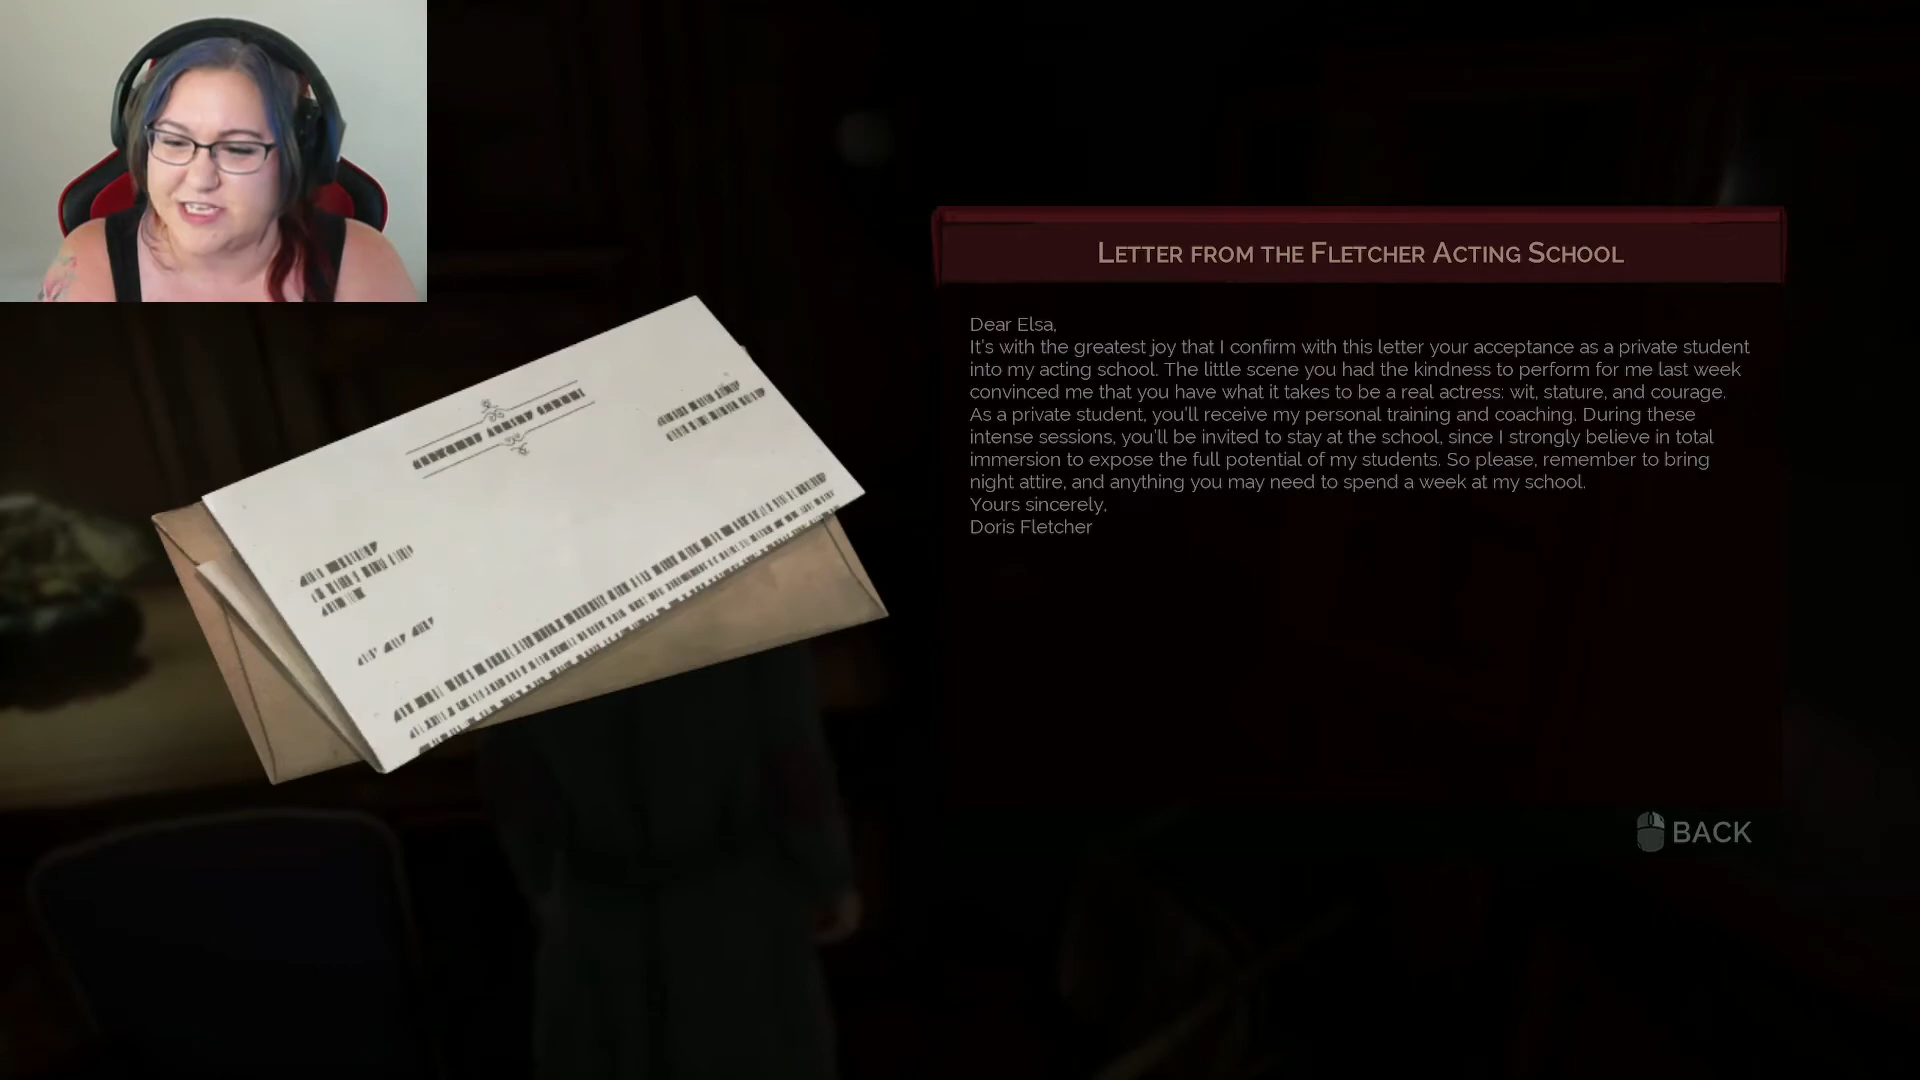 Letter from the Fletcher Acting School
Dear Elsa,
It's with the greatest joy that I confirm with this letter your acceptance as a private student
into my acting school. The little scene you had the kindness to perform for me last week
convinced me that you have what it takes to be a real actress: wit, stature, and courage.
As a private student, you'll receive my personal training and coaching. During these
intense sessions, you'll be invited to stay at the school, since I strongly believe in total
immersion to expose the full potential of my students. So please, remember to bring
night attire, and anything you may need to spend a week at my school.
Yours sincerely,
Doris Fletcher
BACK